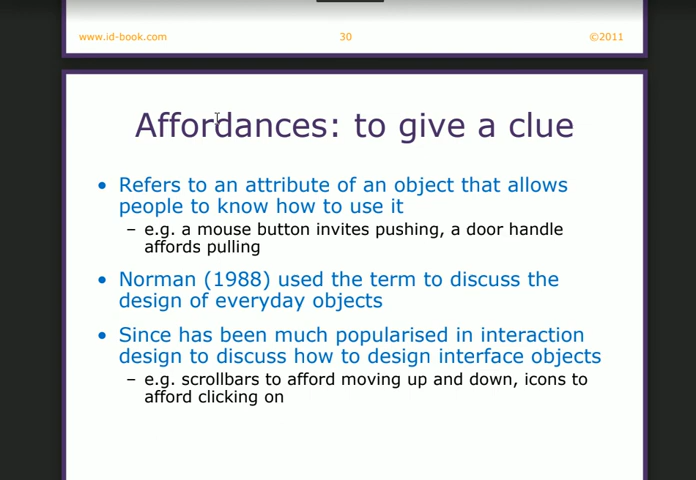 www.id-book.com 30 ©2011
Affordances: to give a clue
• Refers to an attribute of an object that allows
people to know how to use it
– e.g. a mouse button invites pushing, a door handle
affords pulling
• Norman (1988) used the term to discuss the
design of everyday objects
• Since has been much popularised in interaction
design to discuss how to design interface objects
– e.g. scrollbars to afford moving up and down, icons to
afford clicking on